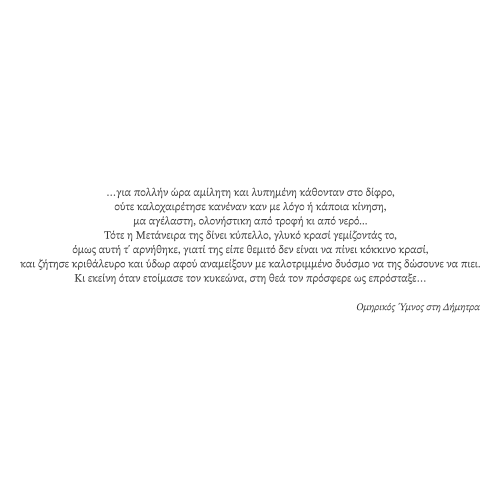 …για πολλήν ώρα αμίλητη και λυπημένη κάθονταν στο δίφρο,
ούτε καλοχαιρέτησε κανέναν καν με λόγο ή κάποια κίνηση,
μα αγέλαστη, ολονήστικη από τροφή κι από νερό...
Τότε η Μετάνειρα της δίνει κύπελλο, γλυκό κρασί γεμίζοντάς το,
όμως αυτή τ' αρνήθηκε, γιατί της είπε θεμιτό δεν είναι να πίνει κόκκινο κρασί,
και ζήτησε κριθάλευρο και ύδωρ αφού αναμείξουν με καλοτριμμένο δυόσμο να της δώσουνε να πιει.
Κι εκείνη όταν ετοίμασε τον κυκεώνα, στη θεά τον πρόσφερε ως επρόσταξε…
Ομηρικός Ύμνος στη Δήμητρα